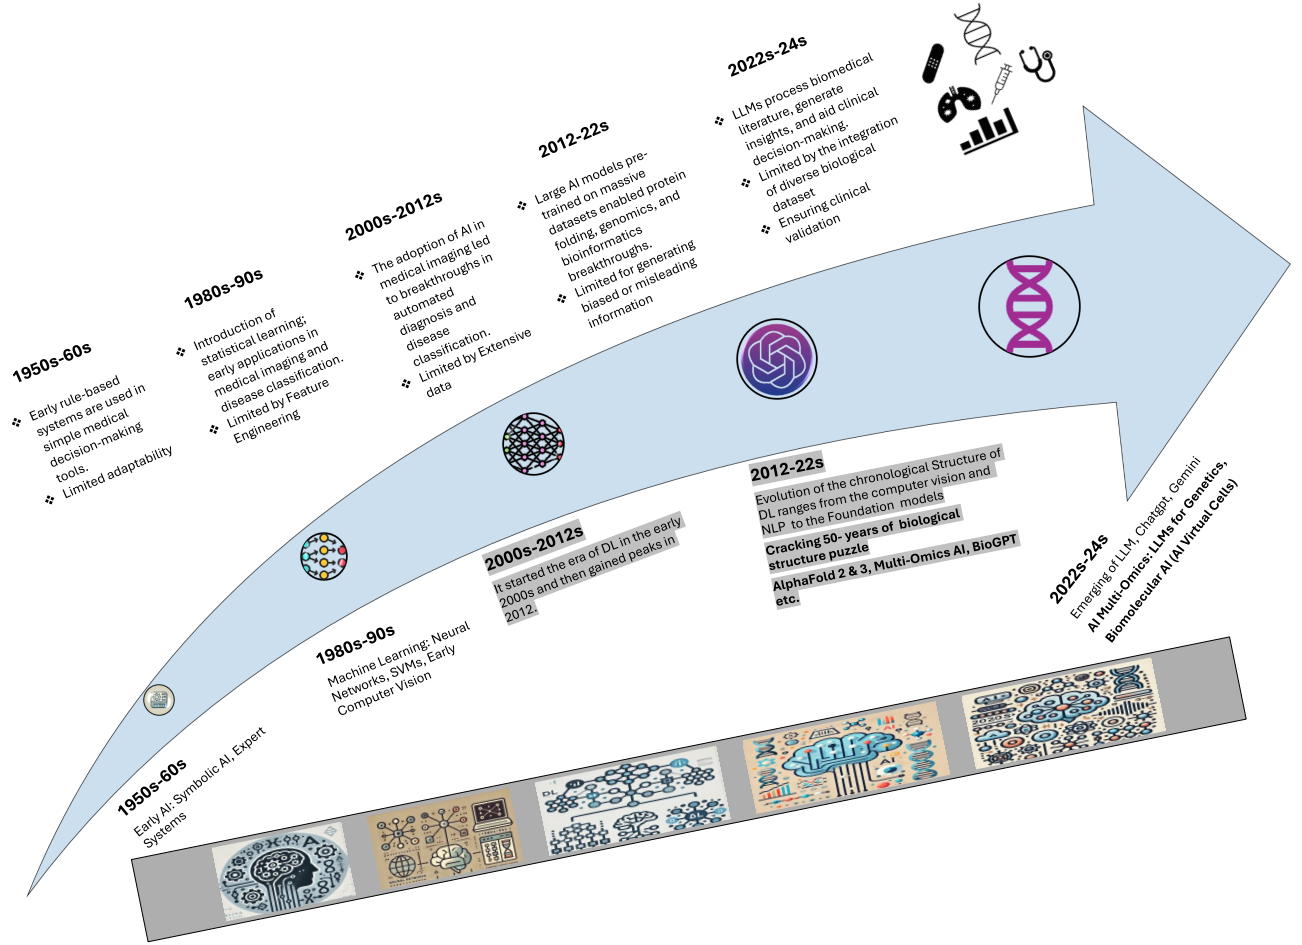 1950s-60s
❖ Early rule-based
systems are used in
simple medical
decision-making
tools.
❖ Limited adaptability
1980s-90s
❖ Introduction of
statistical learning;
early applications in
medical imaging and
disease classification.
❖ Limited by Feature
Engineering
2000s-2012s
❖ The adoption of AI in
medical imaging led
to breakthroughs in
automated
diagnosis and
disease
classification.
❖ Limited by Extensive
data
2012-22s
❖ Large AI models pre-
trained on massive
datasets enabled protein
folding, genomics, and
bioinformatics
breakthroughs.
❖ Limited for generating
biased or misleading
information
2022s-24s
❖ LLMs process biomedical
literature, generate
insights, and aid clinical
decision-making.
❖ Limited by the integration
of diverse biological
dataset
❖ Ensuring clinical
validation
1950s-60s
Early AI: Symbolic AI, Expert
Systems
1980s-90s
Machine Learning: Neural
Networks, SVMs, Early
Computer Vision
2000s-2012s
It started the era of DL in the early
2000s and then gained peaks in
2012.
2012-22s
Evolution of the chronological Structure of
DL ranges from the computer vision and
NLP to the Foundation models
Cracking 50- years of biological
structure puzzle
AlphaFold 2 & 3, Multi-Omics AI, BioGPT
etc.
2022s-24s
Emerging of LLM, Chatgpt, Gemini
AI Multi-Omics: LLMs for Genetics,
Biomolecular AI (AI Virtual Cells)
DL
AI
AI